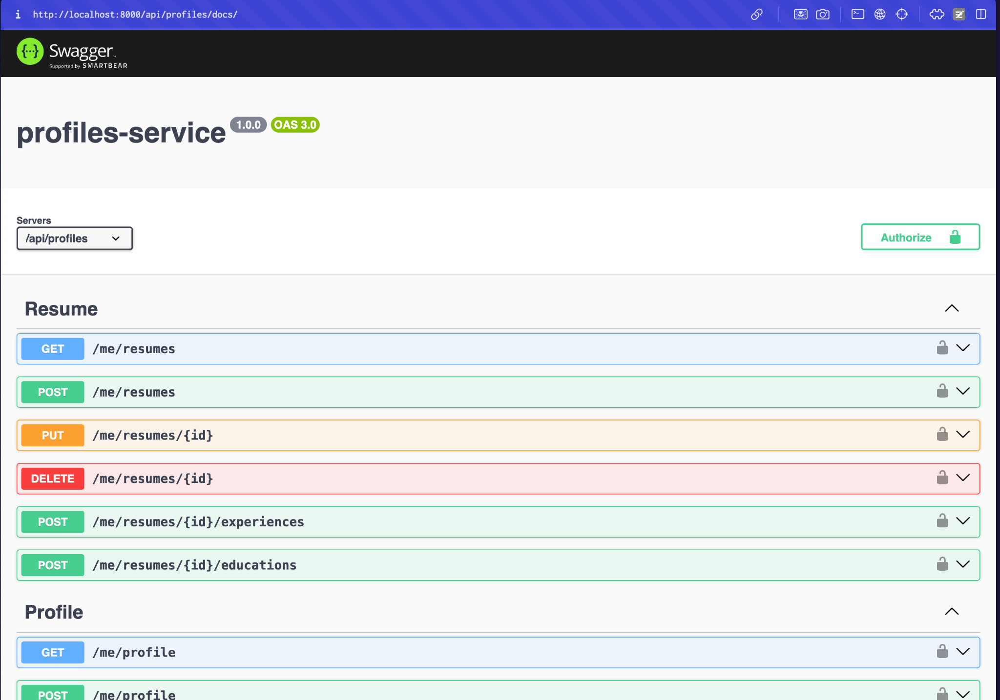 http://localhost:8000/api/profiles/docs/
Swagger
Supported by SMARTBEAR
profiles-service 1.0.0 OAS 3.0
Servers
/api/profiles
Authorize
Resume
GET /me/resumes
POST /me/resumes
PUT /me/resumes/{id}
DELETE /me/resumes/{id}
POST /me/resumes/{id}/experiences
POST /me/resumes/{id}/educations
Profile
GET /me/profile
POST /me/profile